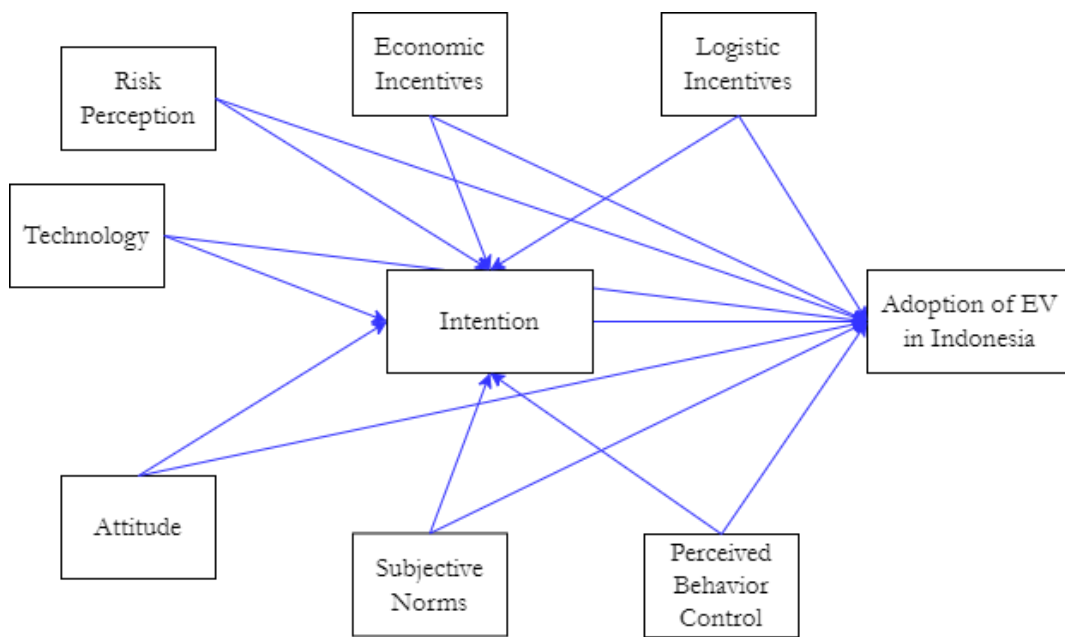 Risk
Perception
Economic
Incentives
Logistic
Incentives
Technology
Intention
Adoption of EV
in Indonesia
Attitude
Subjective
Norms
Perceived
Behavior
Control